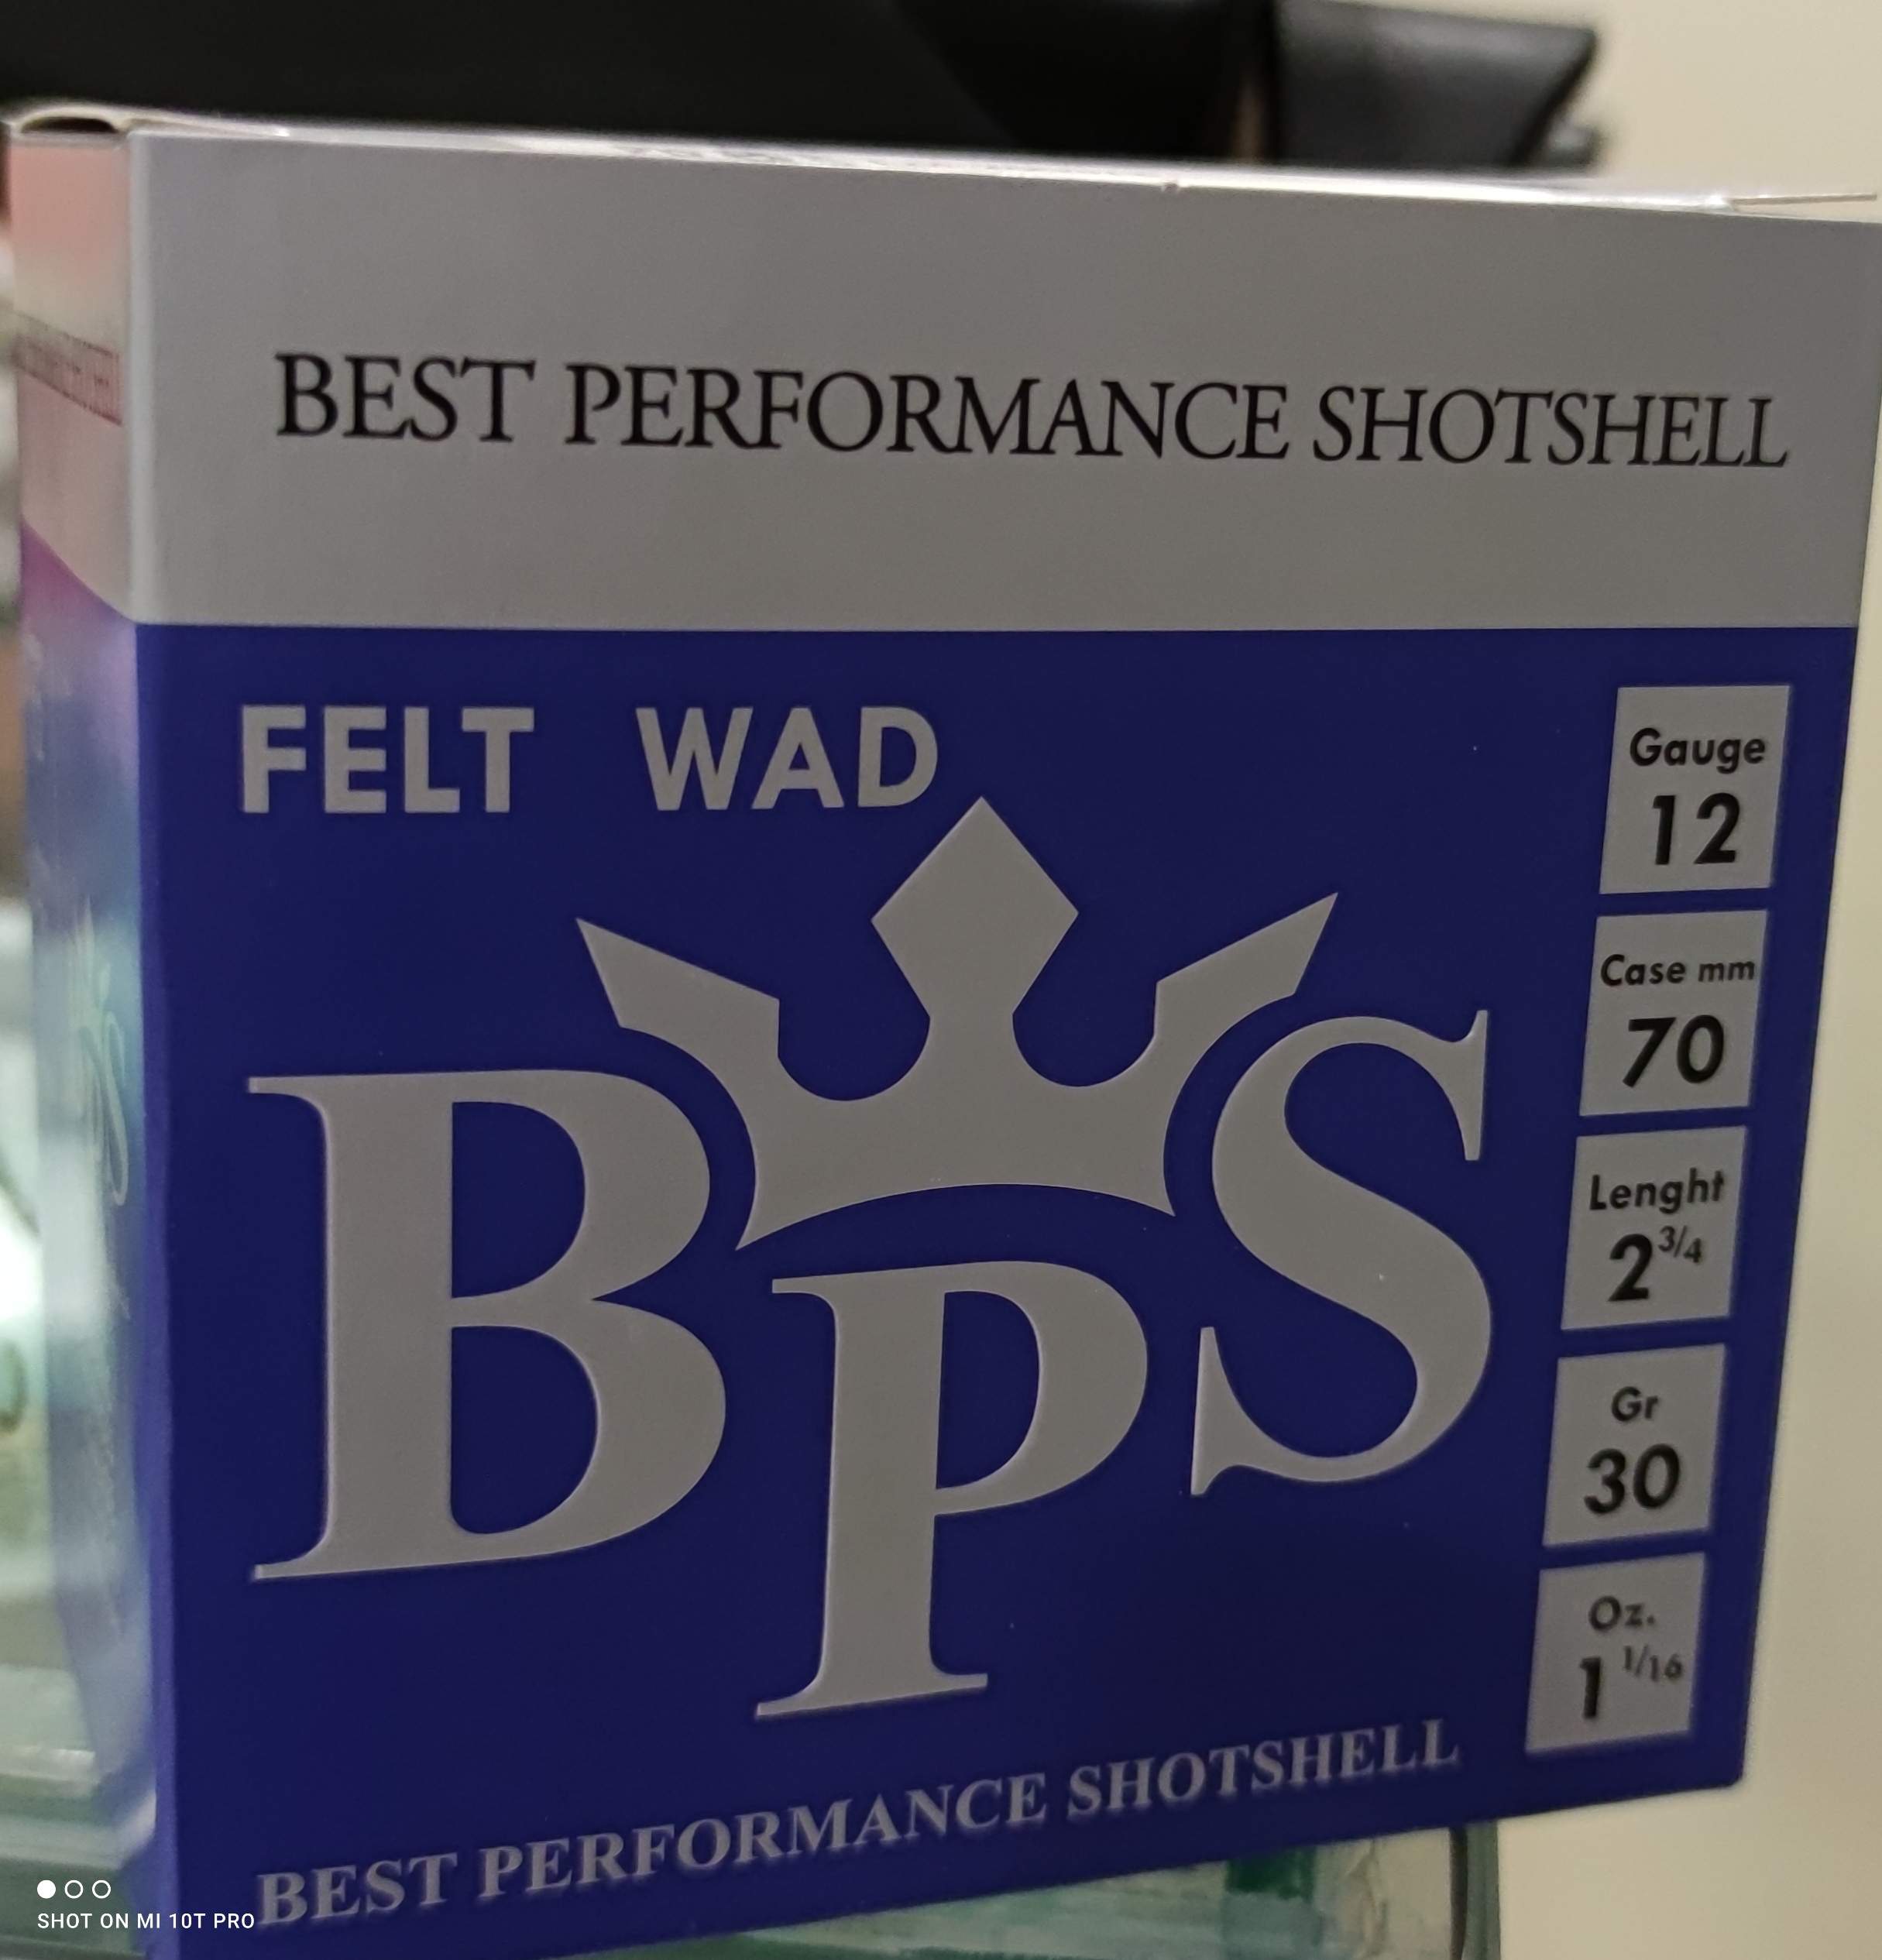 BEST PERFORMANCE SHOTSHELL
FELT WAD
BPS
BEST PERFORMANCE SHOTSHELL
Gauge
12
Case mm
70
Lenght
2 3/4
Gr
30
Oz.
1 1/16
SHOT ON MI 10T PRO